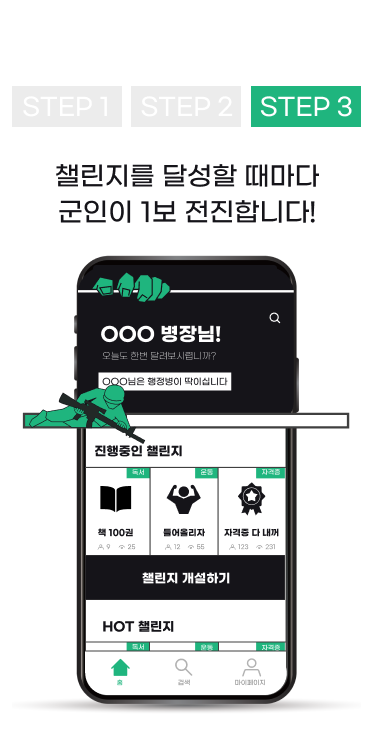 STEP 1 STEP 2 STEP 3
챌린지를 달성할 때마다
군인이 1보 전진합니다!
OOO 병장님!
오늘도 한번 달려보시렵니까?
OOO님은 행정병이 딱이십니다
진행중인 챌린지
독서 운동 자격증
책 100권 들어올리자 자격증 다 내꺼
9 25 12 55 123 231
챌린지 개설하기
HOT 챌린지
독서 운동 자격증
홈 검색 마이페이지